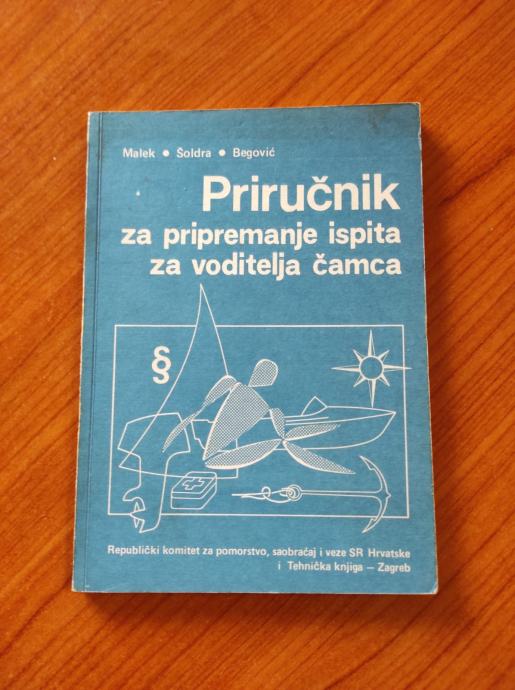 Malek • Šoldra • Begović
Priručnik
za pripremanje ispita
za voditelja čamca
§
Republički komitet za pomorstvo, saobraćaj i veze SR Hrvatske
i Tehnička knjiga – Zagreb